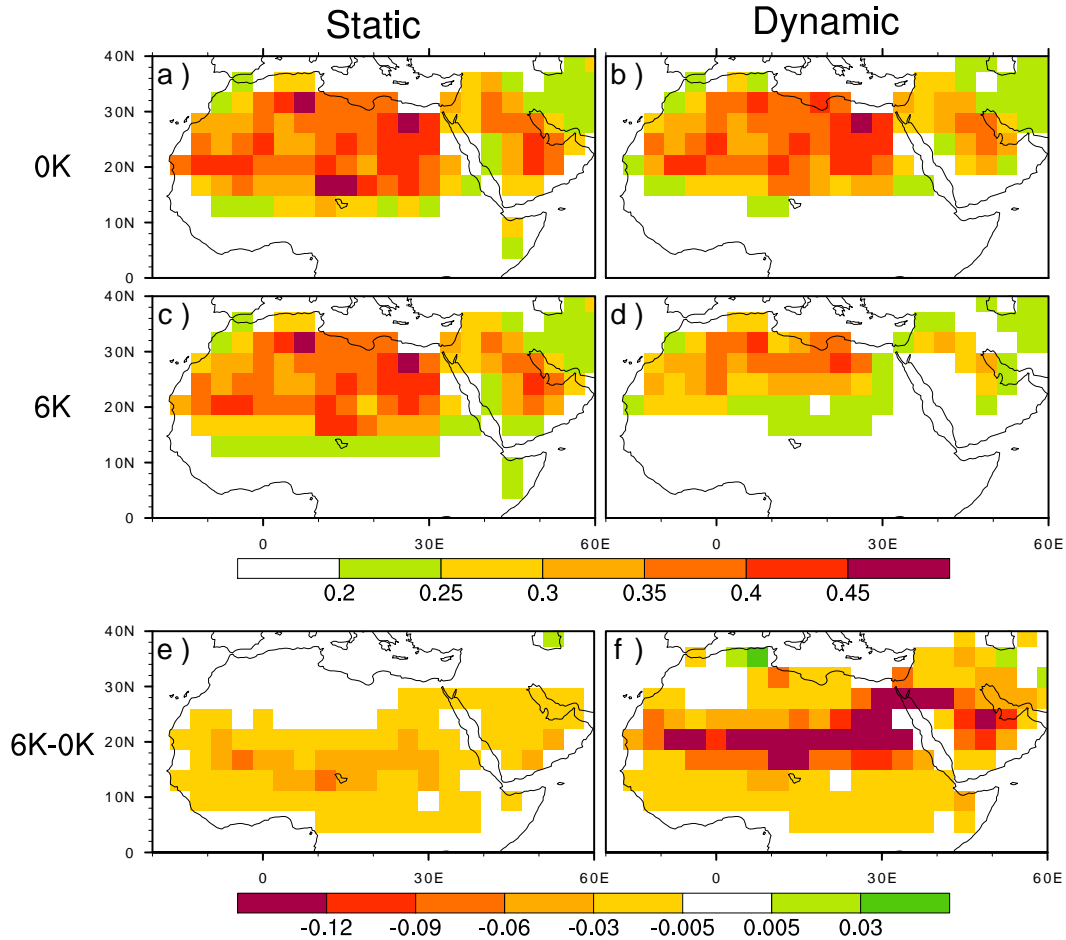 Static Dynamic
a) b)
40N
30N
20N
10N
0
0K
c) d)
40N
30N
20N
10N
0
6K
0 30E 60E 0 30E 60E
0.2 0.25 0.3 0.35 0.4 0.45
e) f)
40N
30N
20N
10N
0
6K-0K
0 30E 60E 0 30E 60E
-0.12 -0.09 -0.06 -0.03 -0.005 0.005 0.03